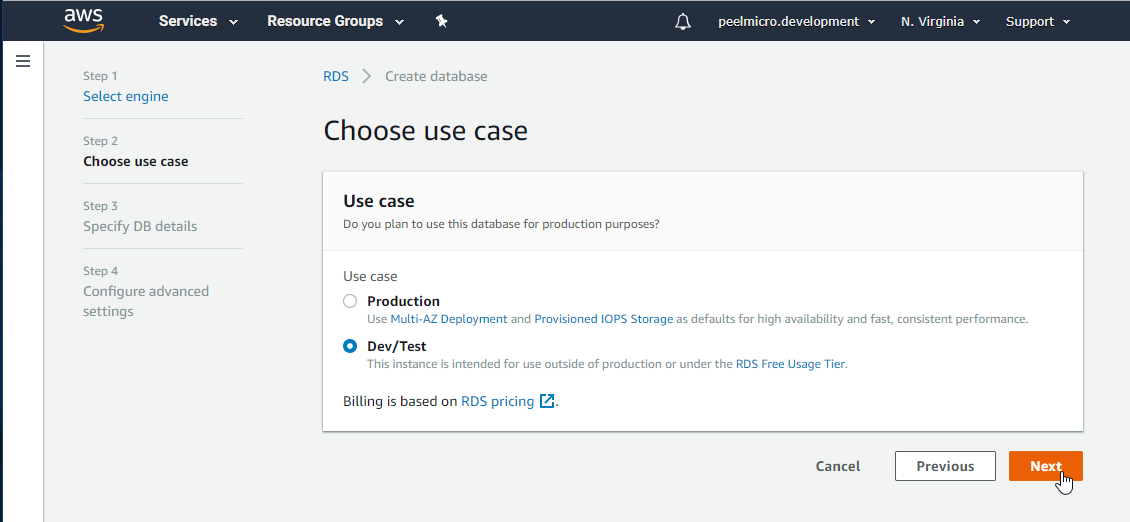 aws Services Resource Groups peelmicro.development N. Virginia Support
Step 1
Select engine
Step 2
Choose use case
Step 3
Specify DB details
Step 4
Configure advanced
settings
RDS Create database
Choose use case
Use case
Do you plan to use this database for production purposes?
Use case
Production
Use Multi-AZ Deployment and Provisioned IOPS Storage as defaults for high availability and fast, consistent performance.
Dev/Test
This instance is intended for use outside of production or under the RDS Free Usage Tier.
Billing is based on RDS pricing .
Cancel Previous Next